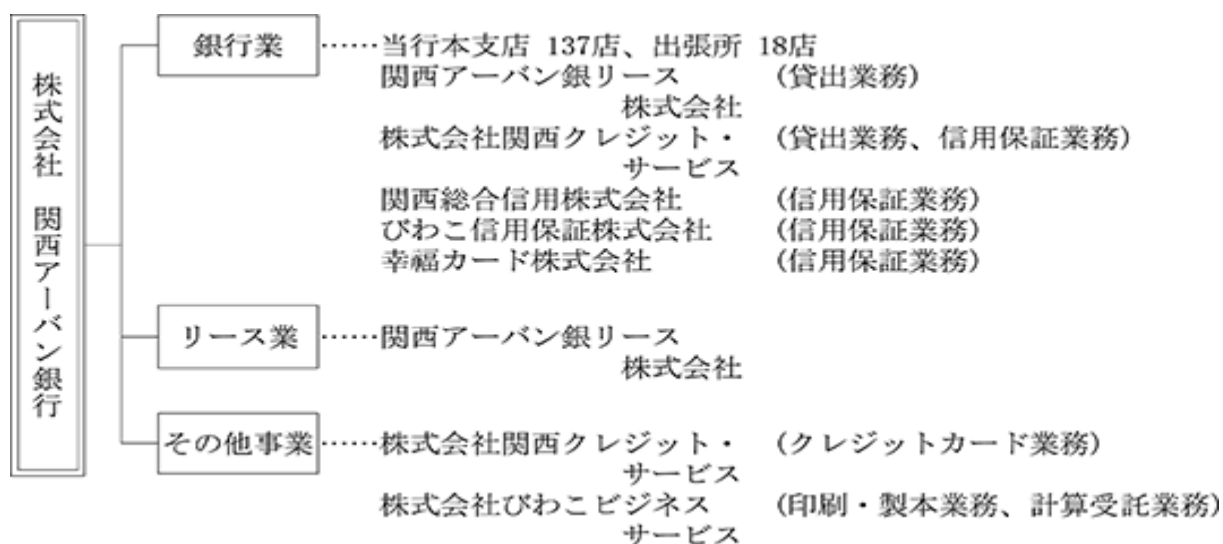 株式会社 関西アーバン銀行
銀行業 ……当行本支店 137店、出張所 18店
関西アーバン銀リース (貸出業務)
株式会社
株式会社関西クレジット・ (貸出業務、信用保証業務)
サービス
関西総合信用株式会社 (信用保証業務)
びわこ信用保証株式会社 (信用保証業務)
幸福カード株式会社 (信用保証業務)
リース業 ……関西アーバン銀リース
株式会社
その他事業 ……株式会社関西クレジット・ (クレジットカード業務)
サービス
株式会社びわこビジネス (印刷・製本業務、計算受託業務)
サービス